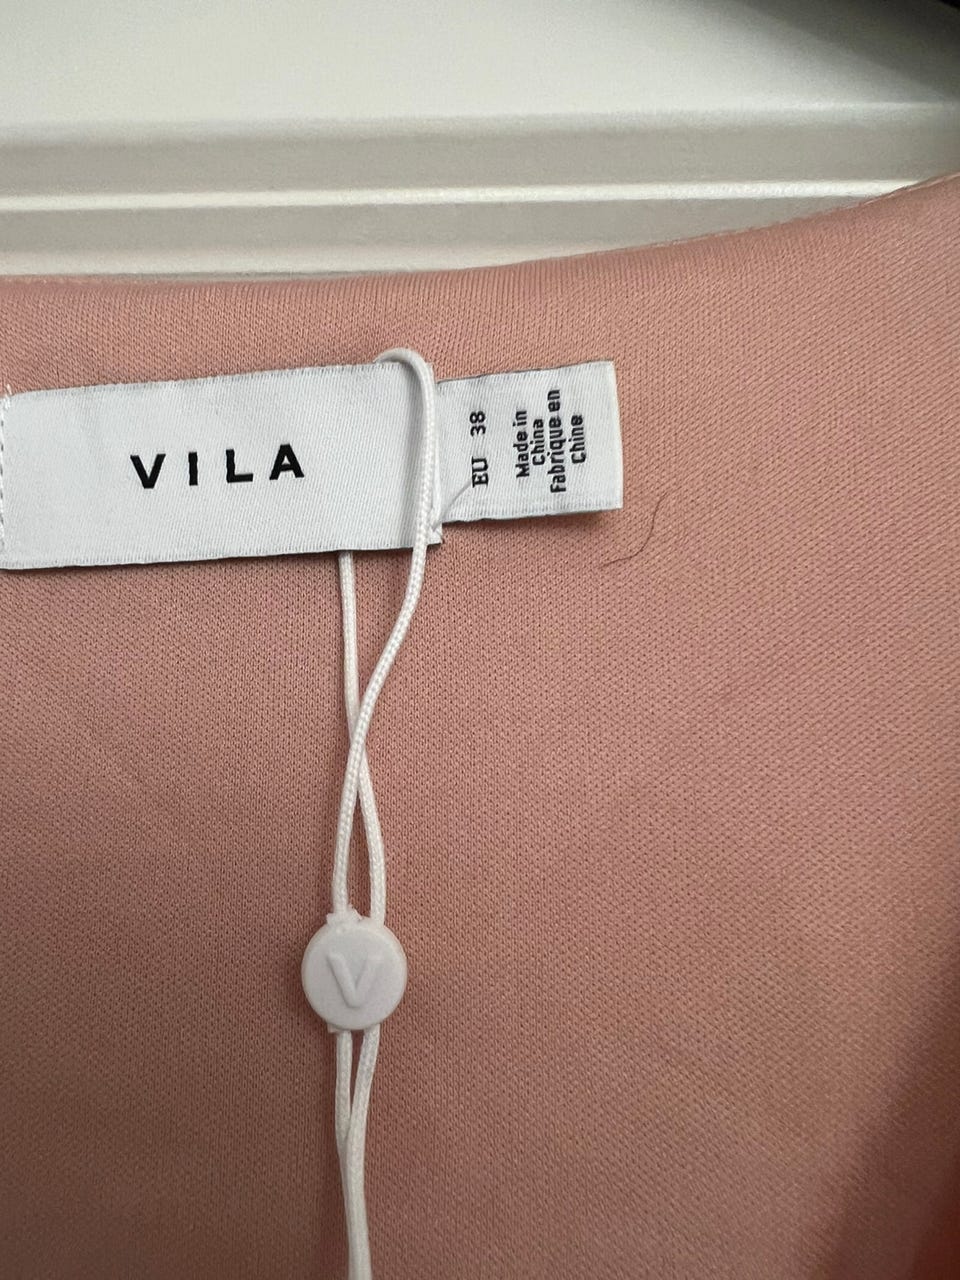 VILA
EU 38
Made in
China
Fabriqué en
Chine
V